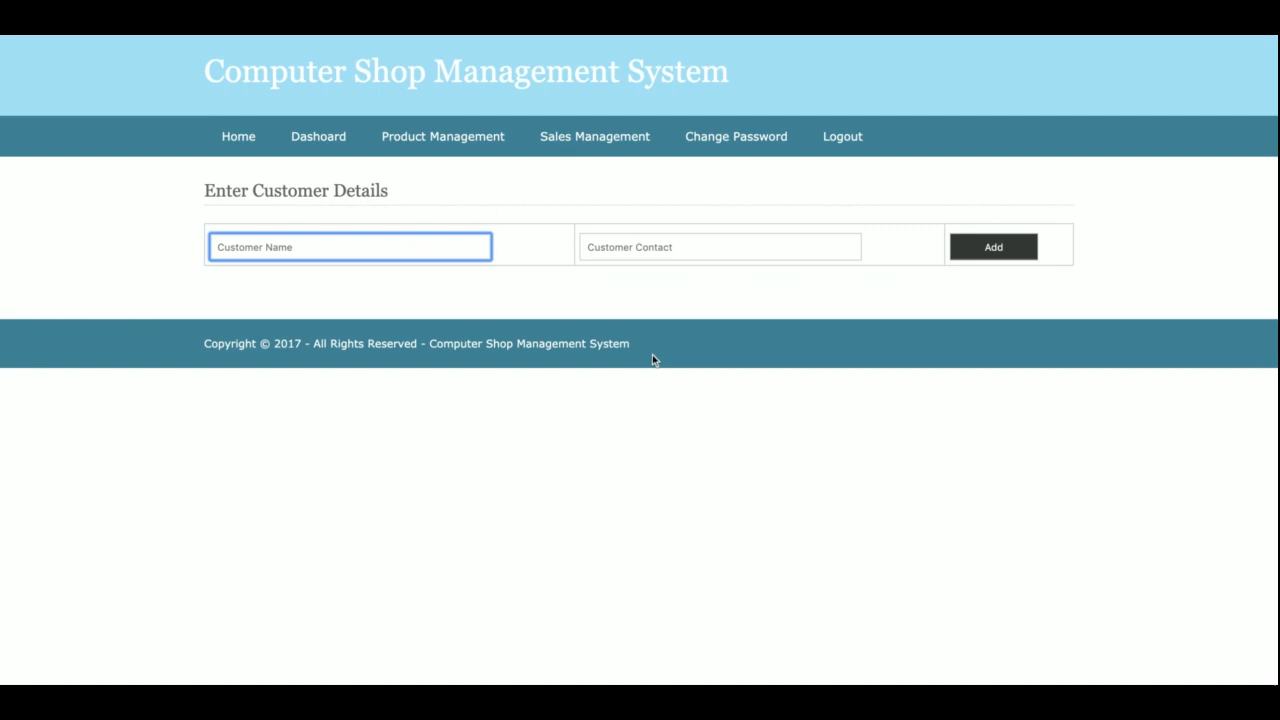 Computer Shop Management System
Home Dashoard Product Management Sales Management Change Password Logout
Enter Customer Details
Customer Name Customer Contact Add
Copyright © 2017 - All Rights Reserved - Computer Shop Management System